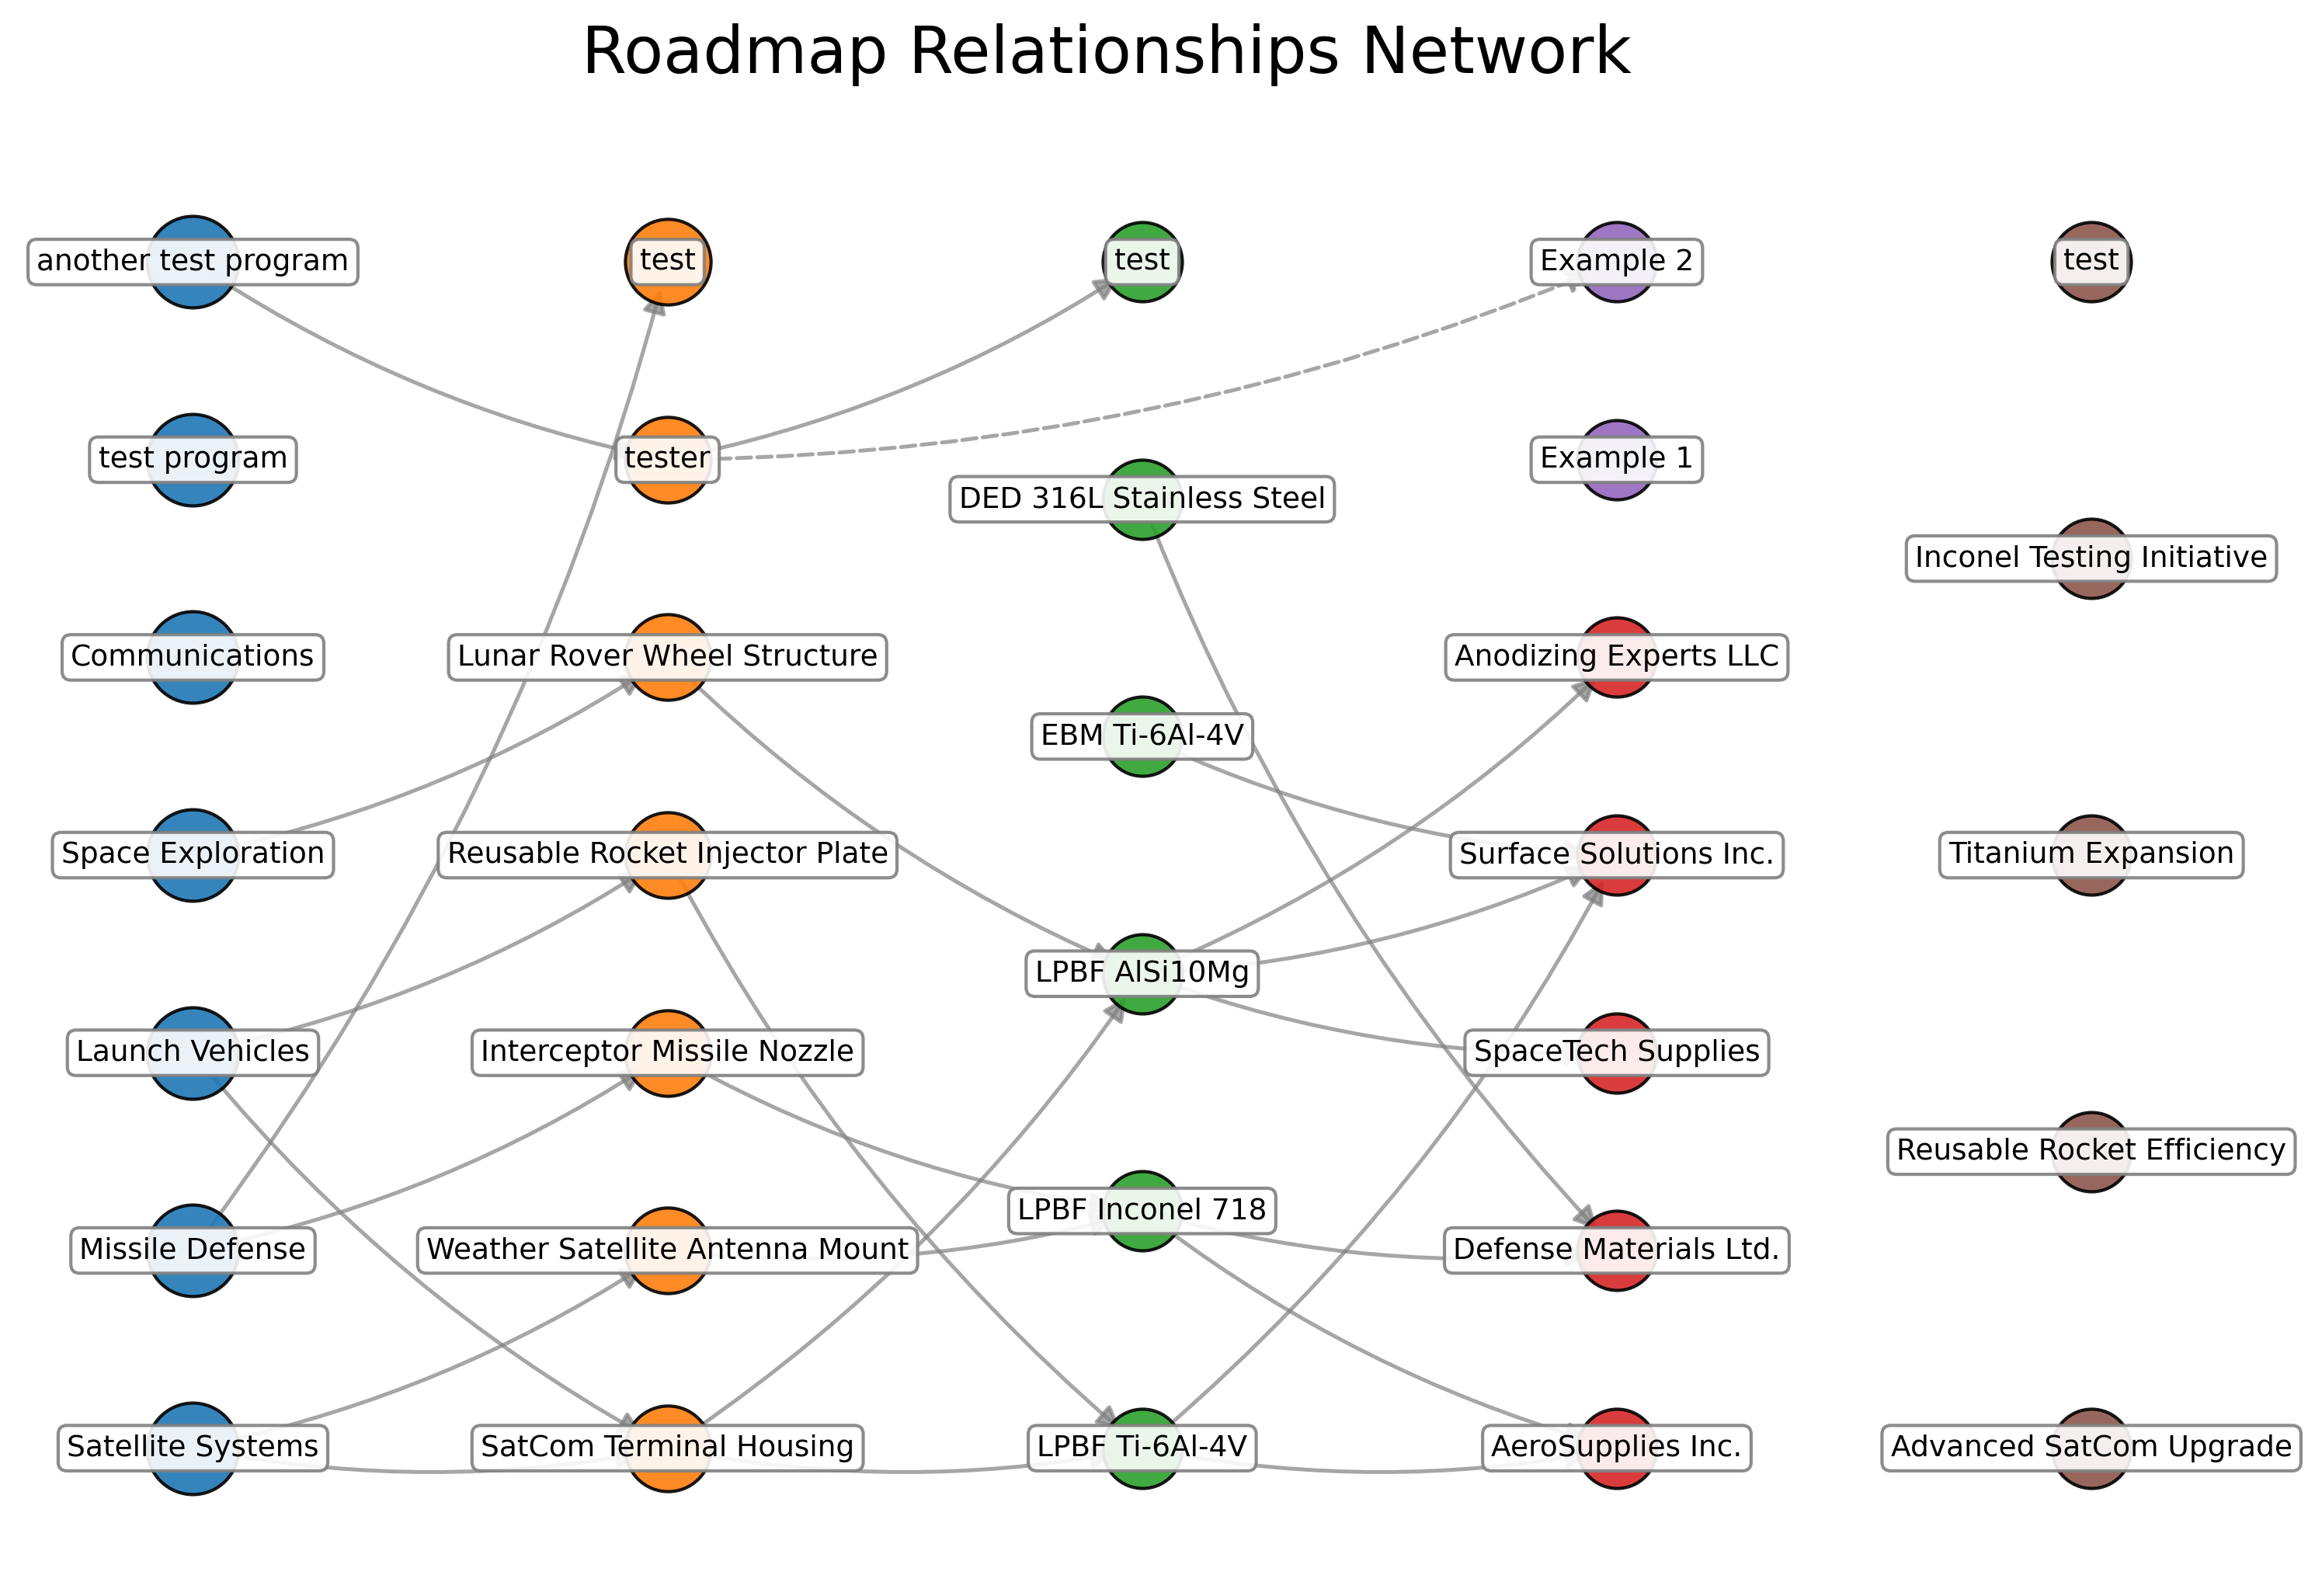 Roadmap Relationships Network
another test program
test
test
Example 2
test
test program
tester
Example 1
DED 316L Stainless Steel
Inconel Testing Initiative
Communications
Lunar Rover Wheel Structure
Anodizing Experts LLC
EBM Ti-6Al-4V
Space Exploration
Reusable Rocket Injector Plate
Surface Solutions Inc.
Titanium Expansion
LPBF AlSi10Mg
Launch Vehicles
Interceptor Missile Nozzle
SpaceTech Supplies
Reusable Rocket Efficiency
LPBF Inconel 718
Missile Defense
Weather Satellite Antenna Mount
Defense Materials Ltd.
Satellite Systems
SatCom Terminal Housing
LPBF Ti-6Al-4V
AeroSupplies Inc.
Advanced SatCom Upgrade